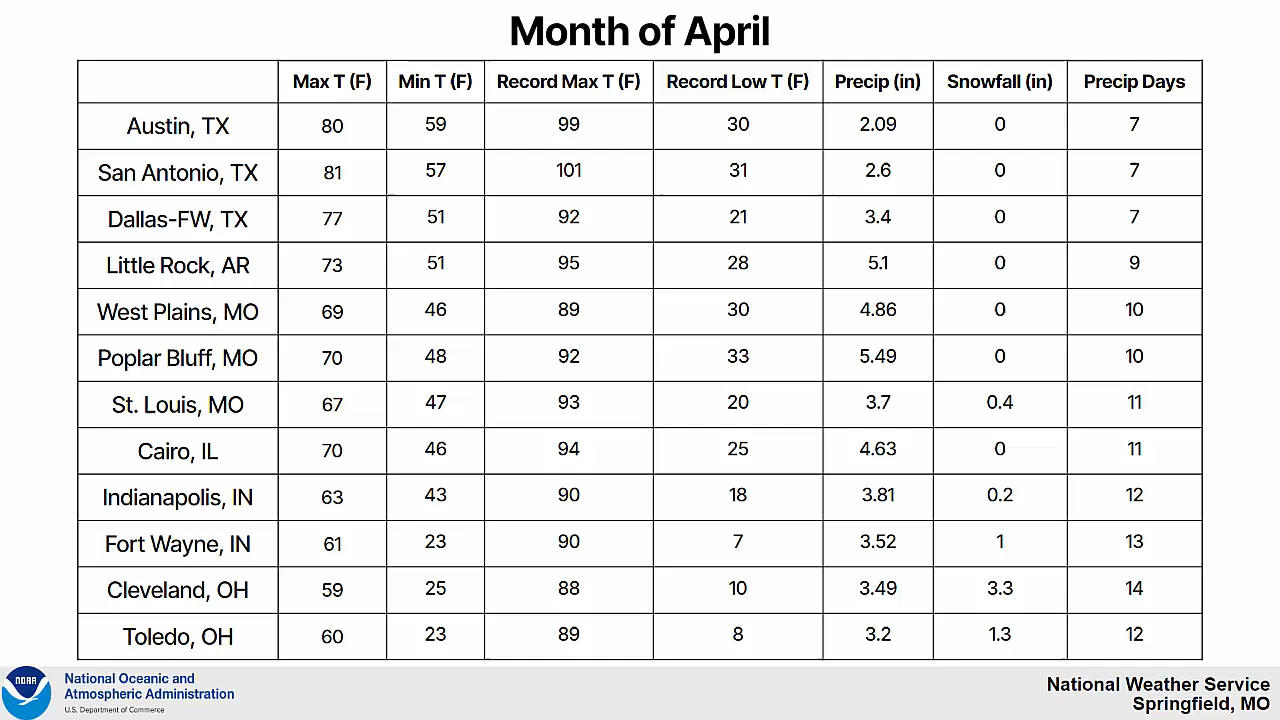 Month of April
Max T (F) Min T (F) Record Max T (F) Record Low T (F) Precip (in) Snowfall (in) Precip Days
Austin, TX 80 59 99 30 2.09 0 7
San Antonio, TX 81 57 101 31 2.6 0 7
Dallas-FW, TX 77 51 92 21 3.4 0 7
Little Rock, AR 73 51 95 28 5.1 0 9
West Plains, MO 69 46 89 30 4.86 0 10
Poplar Bluff, MO 70 48 92 33 5.49 0 10
St. Louis, MO 67 47 93 20 3.7 0.4 11
Cairo, IL 70 46 94 25 4.63 0 11
Indianapolis, IN 63 43 90 18 3.81 0.2 12
Fort Wayne, IN 61 23 90 7 3.52 1 13
Cleveland, OH 59 25 88 10 3.49 3.3 14
Toledo, OH 60 23 89 8 3.2 1.3 12
NOAA
National Oceanic and
Atmospheric Administration
U.S. Department of Commerce
National Weather Service
Springfield, MO